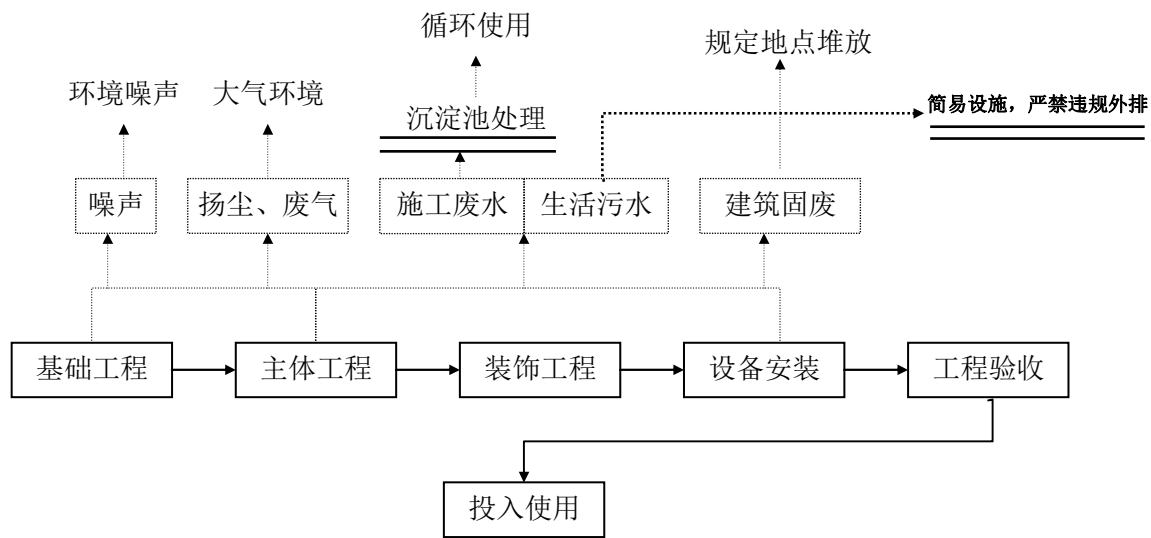 循环使用
规定地点堆放
环境噪声
大气环境
沉淀池处理
简易设施，严禁违规外排
噪声
扬尘、废气
施工废水
生活污水
建筑固废
基础工程
主体工程
装饰工程
设备安装
工程验收
投入使用